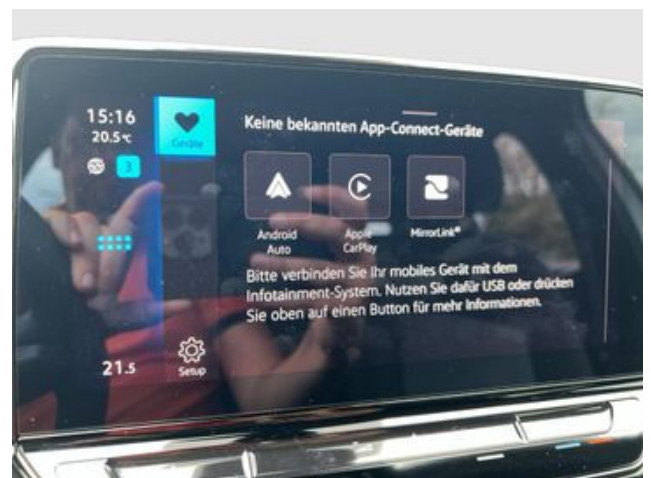 15:16
20.5°C
3
Geräte
Keine bekannten App-Connect-Geräte
Android
Auto
Apple
CarPlay
MirrorLink®
Bitte verbinden Sie Ihr mobiles Gerät mit dem
Infotainment-System. Nutzen Sie dafür USB oder drücken
Sie oben auf einen Button für mehr Informationen.
21.5
Setup